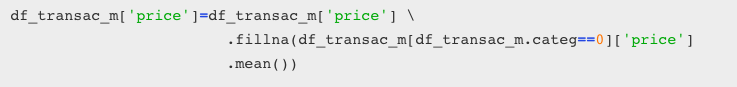 df_transac_m['price']=df_transac_m['price'] \
.fillna(df_transac_m[df_transac_m.categ==0]['price']
.mean())